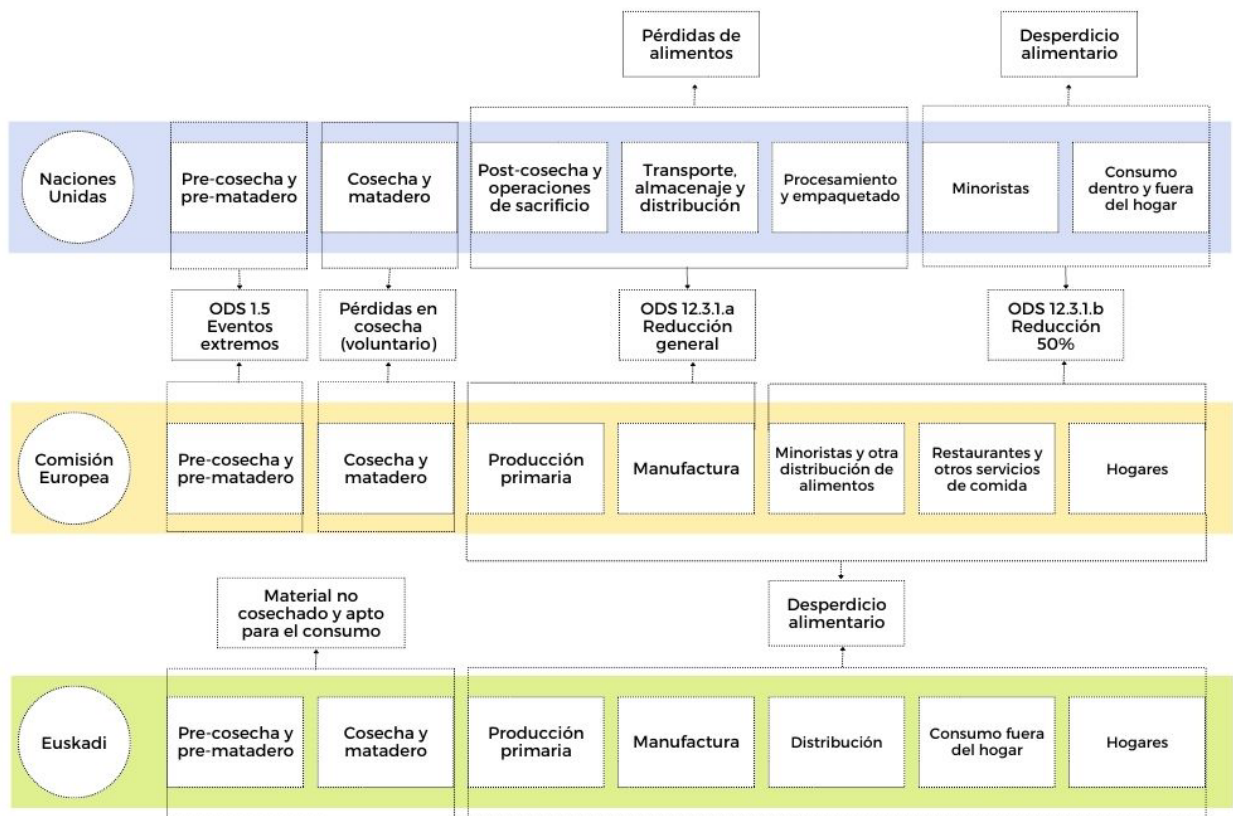 Pérdidas de
alimentos
Desperdicio
alimentario
Naciones
Unidas
Pre-cosecha y
pre-matadero
Cosecha y
matadero
Post-cosecha y
operaciones
de sacrificio
Transporte,
almacenaje y
distribución
Procesamiento
y empaquetado
Minoristas
Consumo
dentro y fuera
del hogar
ODS 1.5
Eventos
extremos
Pérdidas en
cosecha
(voluntario)
ODS 12.3.1.a
Reducción
general
ODS 12.3.1.b
Reducción
50%
Comisión
Europea
Pre-cosecha y
pre-matadero
Cosecha y
matadero
Producción
primaria
Manufactura
Minoristas y otra
distribución de
alimentos
Restaurantes y
otros servicios
de comida
Hogares
Material no
cosechado y apto
para el consumo
Desperdicio
alimentario
Euskadi
Pre-cosecha y
pre-matadero
Cosecha y
matadero
Producción
primaria
Manufactura
Distribución
Consumo fuera
del hogar
Hogares